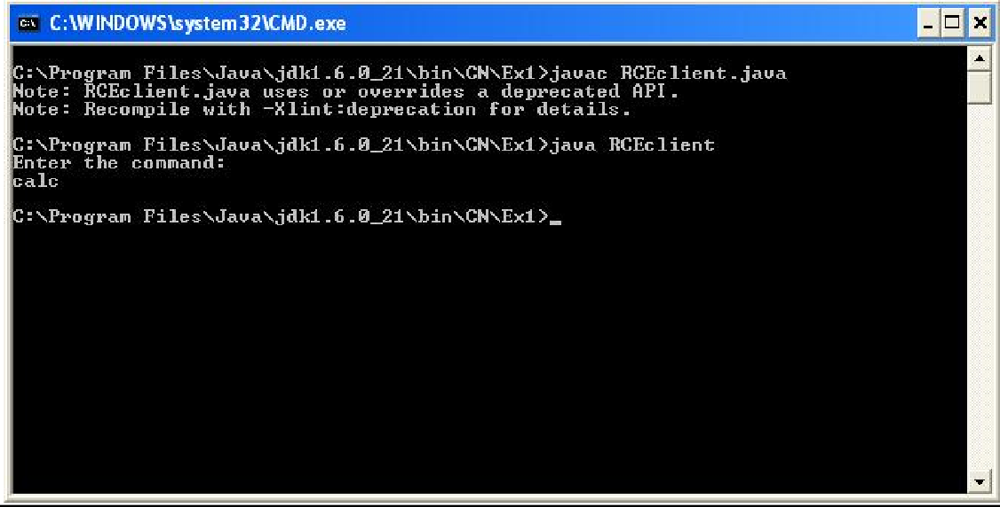 C:\WINDOWS\system32\CMD.exe
C:\Program Files\Java\jdk1.6.0_21\bin\CN\Ex1>javac RCEclient.java
Note: RCEclient.java uses or overrides a deprecated API.
Note: Recompile with -Xlint:deprecation for details.
C:\Program Files\Java\jdk1.6.0_21\bin\CN\Ex1>java RCEclient
Enter the command:
calc
C:\Program Files\Java\jdk1.6.0_21\bin\CN\Ex1>_